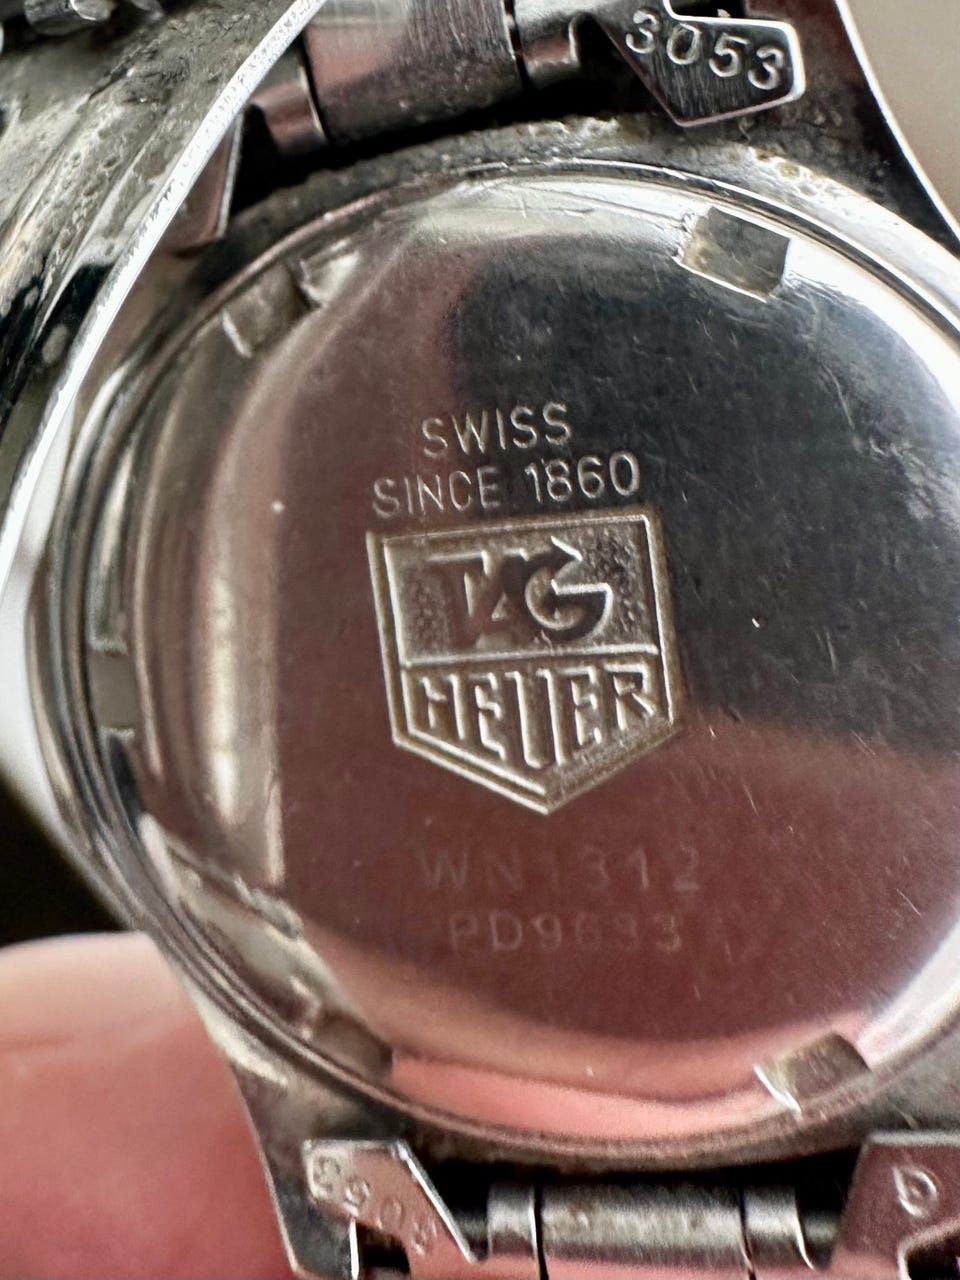 3053
SWISS
SINCE 1860
TAG
HEUER
WN1312